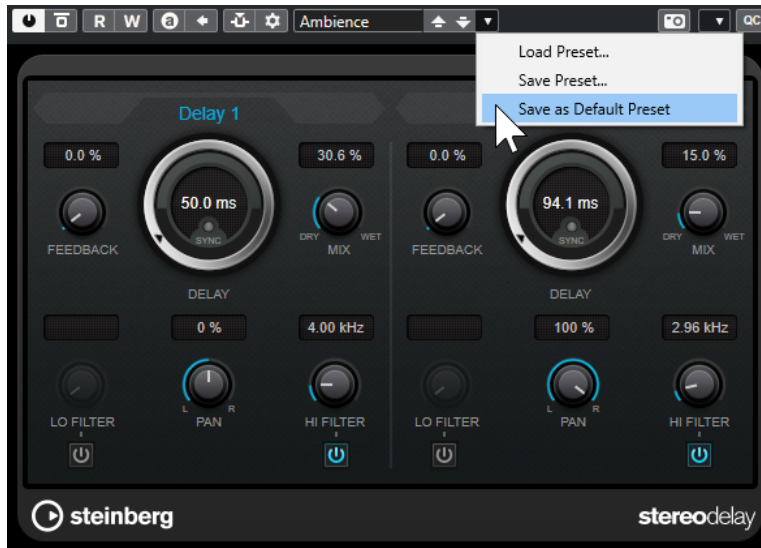 R W a Ambience QC
Load Preset...
Save Preset...
Save as Default Preset
Delay 1
0.0 % 30.6 % 0.0 % 15.0 %
50.0 ms 94.1 ms
SYNC SYNC
DRY WET DRY WET
FEEDBACK MIX FEEDBACK MIX
DELAY DELAY
0 % 4.00 kHz 100 % 2.96 kHz
L R L R
LO FILTER PAN HI FILTER LO FILTER PAN HI FILTER
steinberg stereodelay